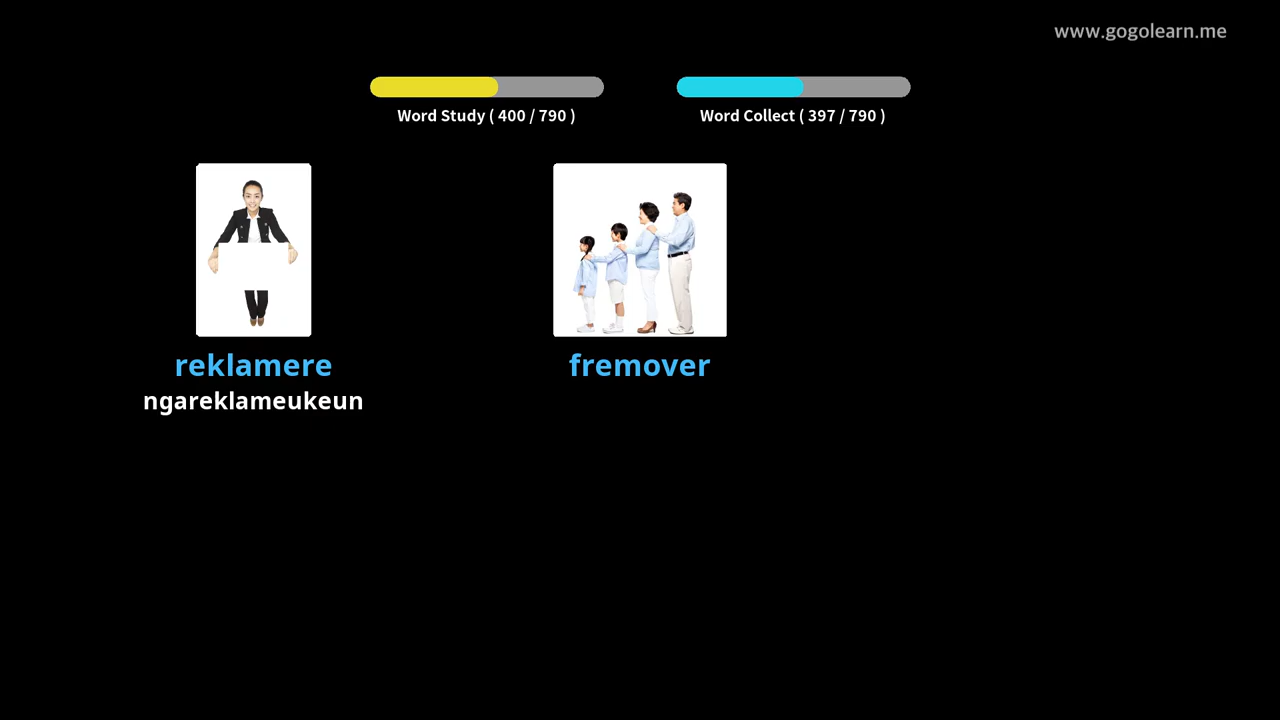 www.gogolearn.me
Word Study ( 400 / 790 )
Word Collect ( 397 / 790 )
reklamere
ngareklameukeun
fremover